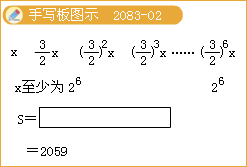 手写板图示 2083-02
x 3/2x (3/2)²x (3/2)³x …… (3/2)⁶x
x至少为 2⁶ 2⁶
S=
=2059